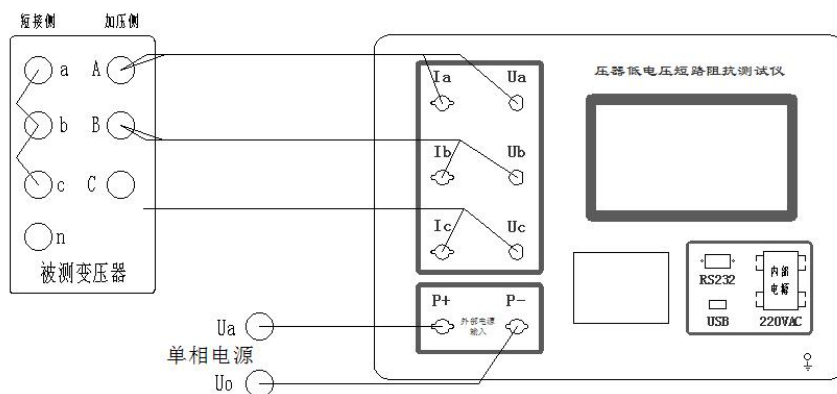 短接侧 加压侧
a A
b B
c C
n
被测变压器
压器低电压短路阻抗测试仪
Ia Ua
Ib Ub
Ic Uc
P+ P-
外部电源
输入
RS232
USB
内部
电源
220VAC
Ua
单相电源
Uo